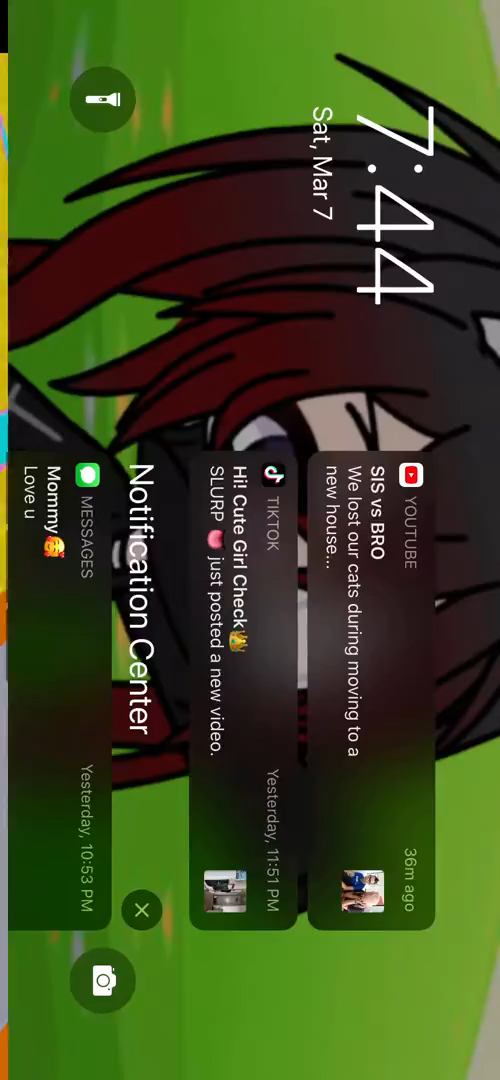 7:44
Sat, Mar 7
YOUTUBE
36m ago
SIS vs BRO
We lost our cats during moving to a
new house...
TIKTOK
Yesterday, 11:51 PM
Hi! Cute Girl Check👑
SLURP 👅 just posted a new video.
Notification Center
MESSAGES
Yesterday, 10:53 PM
Mommy🥰
Love u